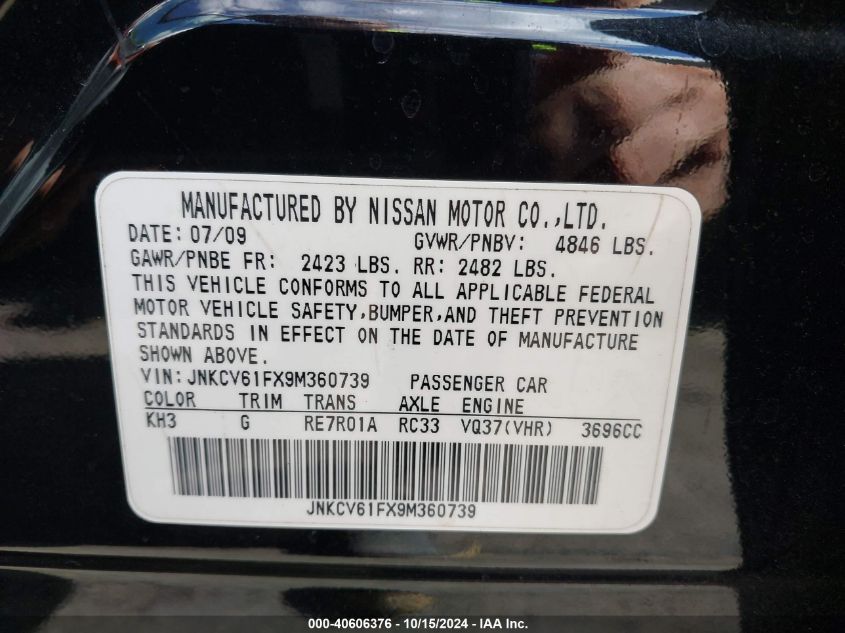 MANUFACTURED BY NISSAN MOTOR CO.,LTD.
DATE: 07/09 GVWR/PNBV: 4846 LBS.
GAWR/PNBE FR: 2423 LBS. RR: 2482 LBS.
THIS VEHICLE CONFORMS TO ALL APPLICABLE FEDERAL
MOTOR VEHICLE SAFETY,BUMPER,AND THEFT PREVENTION
STANDARDS IN EFFECT ON THE DATE OF MANUFACTURE
SHOWN ABOVE.
VIN:JNKCV61FX9M360739 PASSENGER CAR
COLOR TRIM TRANS AXLE ENGINE
KH3 G RE7R01A RC33 VQ37(VHR) 3696CC
JNKCV61FX9M360739
000-40606376 - 10/15/2024 - IAA Inc.